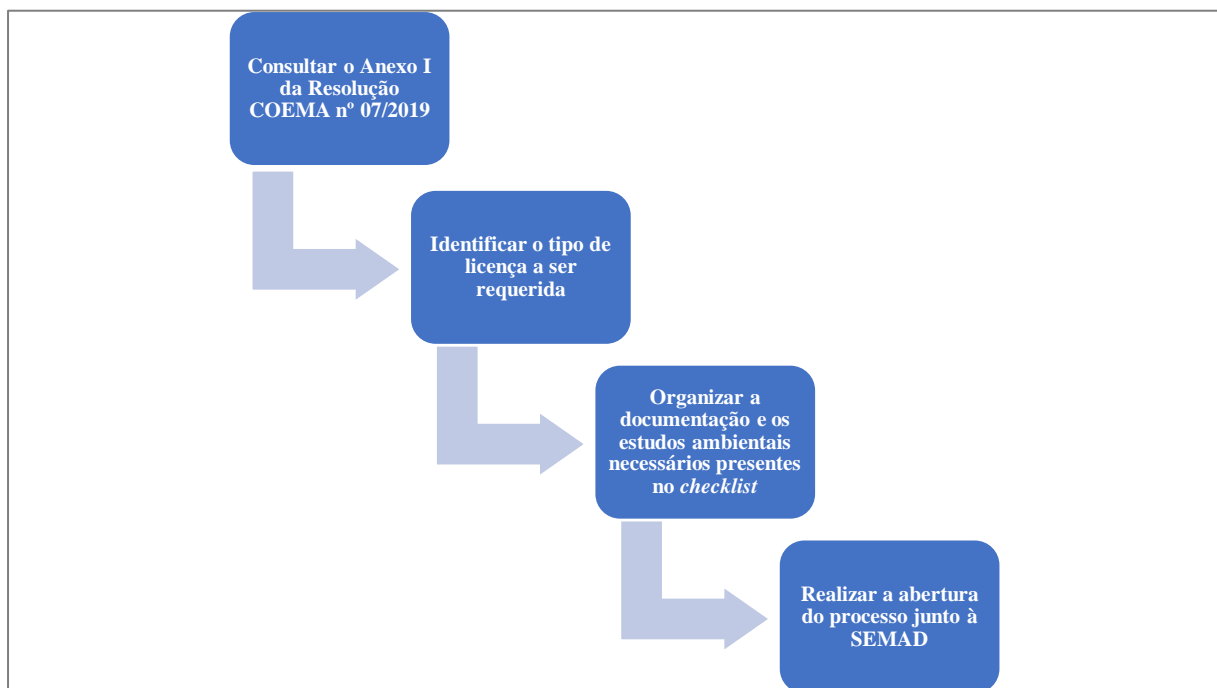 Consultar o Anexo I
da Resolução
COEMA nº 07/2019
Identificar o tipo de
licença a ser
requerida
Organizar a
documentação e os
estudos ambientais
necessários presentes
no checklist
Realizar a abertura
do processo junto à
SEMAD